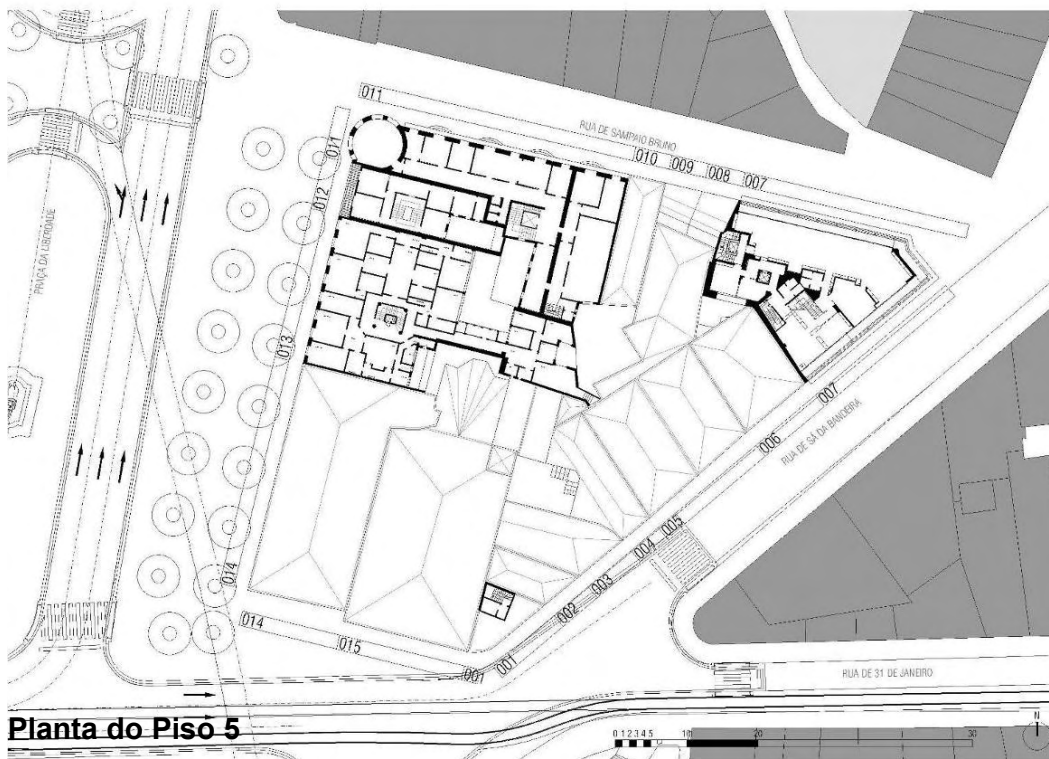 011
RUA DE SAMPAIO BRUNO
010 009 008 007
011
012
PRAÇA DA LIBERDADE
013
007
006
RUA DE SÁ DA BANDEIRA
005
004
003
014
002
014
015
001
001
RUA DE 31 DE JANEIRO
Planta do Piso 5
N
0 1 2 3 4 5 10 20 30